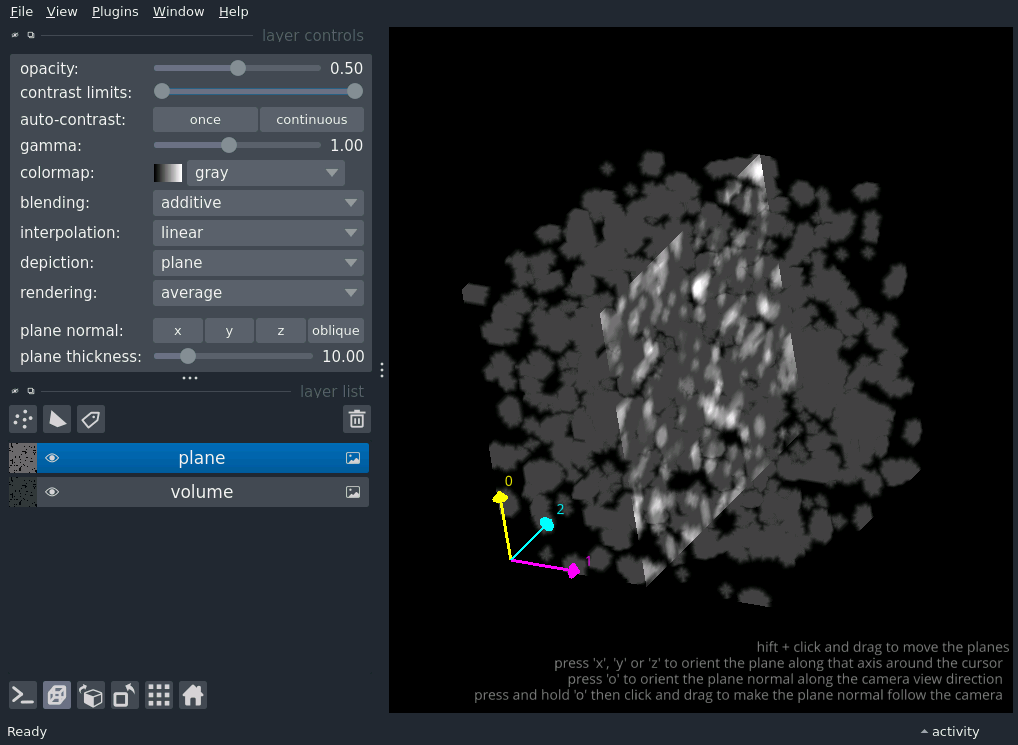 File View Plugins Window Help
layer controls
opacity: 0.50
contrast limits:
auto-contrast: once continuous
gamma: 1.00
colormap: gray
blending: additive
interpolation: linear
depiction: plane
rendering: average
plane normal: x y z oblique
plane thickness: 10.00
layer list
plane
volume
0
2
1
hift + click and drag to move the planes
press 'x', 'y' or 'z' to orient the plane along that axis around the cursor
press 'o' to orient the plane normal along the camera view direction
press and hold 'o' then click and drag to make the plane normal follow the camera
Ready
activity